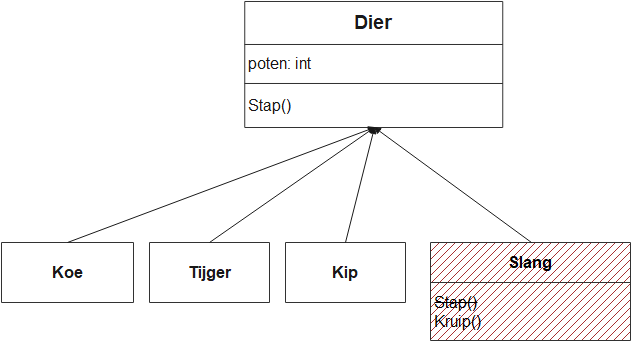 Dier
poten: int
Stap()
Koe
Tijger
Kip
Slang
Stap()
Kruip()